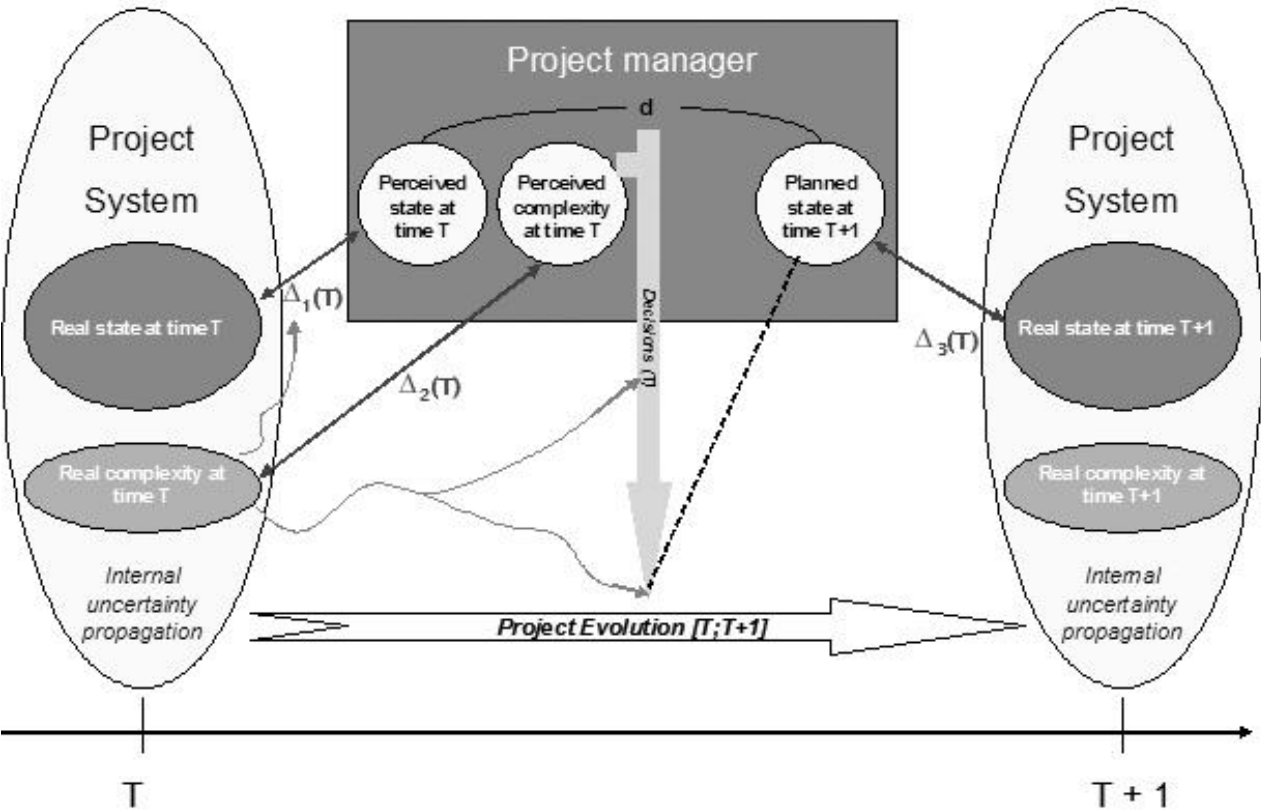 Project manager
d
Project
System
Perceived
state at
time T
Perceived
complexity
at time T
Planned
state at
time T+1
Project
System
Δ1(T)
Real state at time T
Decisions (T)
Real state at time T+1
Δ3(T)
Δ2(T)
Real complexity at
time T
Real complexity at
time T+1
Internal
uncertainty
propagation
Project Evolution [T;T+1]
Internal
uncertainty
propagation
T
T + 1